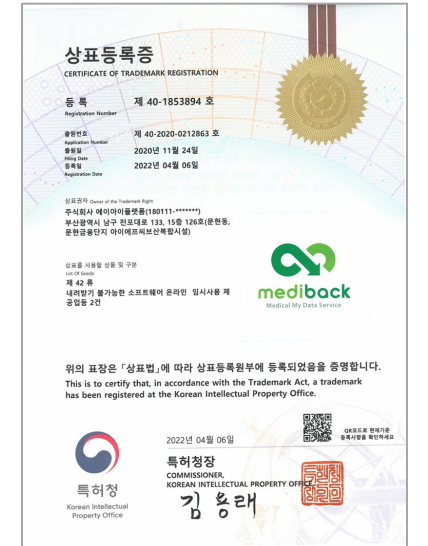 상표등록증
CERTIFICATE OF TRADEMARK REGISTRATION
등 록 제 40-1853894 호
Registration Number
출원번호 제 40-2020-0212863 호
Application Number
출원일 2020년 11월 24일
Filing Date
등록일 2022년 04월 06일
Registration Date
상표권자 Owner of the Trademark Right
주식회사 에이아이플랫폼(180111-*******)
부산광역시 남구 전포대로 133, 15층 126호(문현동,
문현금융단지 아이에프씨브산복합시설)
상표를 사용할 상품 및 구분
List Of Goods
제 42 류
내려받기 불가능한 소프트웨어 온라인 임시사용 제
공업등 2건
mediback
Medical My Data Service
위의 표장은 「상표법」에 따라 상표등록원부에 등록되었음을 증명합니다.
This is to certify that, in accordance with the Trademark Act, a trademark
has been registered at the Korean Intellectual Property Office.
QR코드로 현재기준
등록사항을 확인하세요
2022년 04월 06일
특허청장
COMMISSIONER,
KOREAN INTELLECTUAL PROPERTY OFFICE
김용래
특허청
Korean Intellectual
Property Office